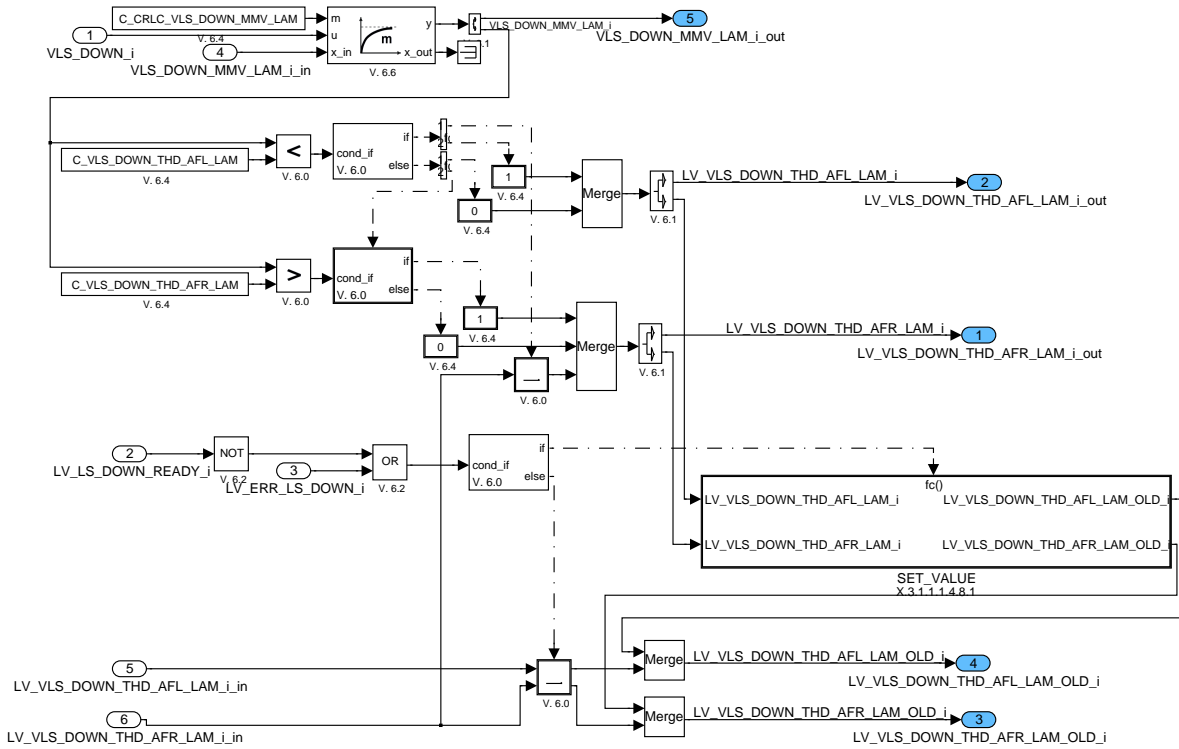 C_CRLC_VLS_DOWN_MMV_LAM
V. 6.4
1
VLS_DOWN_i
4
VLS_DOWN_MMV_LAM_i_in
m
u
x_in
m
y
x_out
V. 6.6
VLS_DOWN_MMV_LAM_i
5
VLS_DOWN_MMV_LAM_i_out
C_VLS_DOWN_THD_AFL_LAM
V. 6.4
<
V. 6.0
cond_if
V. 6.0
if
else
1
2
2
1
V. 6.4
0
V. 6.4
Merge
V. 6.1
LV_VLS_DOWN_THD_AFL_LAM_i
2
LV_VLS_DOWN_THD_AFL_LAM_i_out
C_VLS_DOWN_THD_AFR_LAM
V. 6.4
>
V. 6.0
cond_if
V. 6.0
if
else
1
V. 6.4
0
V. 6.4
V. 6.0
Merge
V. 6.1
LV_VLS_DOWN_THD_AFR_LAM_i
1
LV_VLS_DOWN_THD_AFR_LAM_i_out
2
LV_LS_DOWN_READY_i
NOT
V. 6.2
3
LV_ERR_LS_DOWN_i
OR
V. 6.2
cond_if
V. 6.0
if
else
fc()
LV_VLS_DOWN_THD_AFL_LAM_i
LV_VLS_DOWN_THD_AFL_LAM_OLD_i
LV_VLS_DOWN_THD_AFR_LAM_i
LV_VLS_DOWN_THD_AFR_LAM_OLD_i
SET_VALUE
X.3.1.1.1.4.8.1
5
LV_VLS_DOWN_THD_AFL_LAM_i_in
6
LV_VLS_DOWN_THD_AFR_LAM_i_in
V. 6.0
Merge
LV_VLS_DOWN_THD_AFL_LAM_OLD_i
4
LV_VLS_DOWN_THD_AFL_LAM_OLD_i
Merge
LV_VLS_DOWN_THD_AFR_LAM_OLD_i
3
LV_VLS_DOWN_THD_AFR_LAM_OLD_i